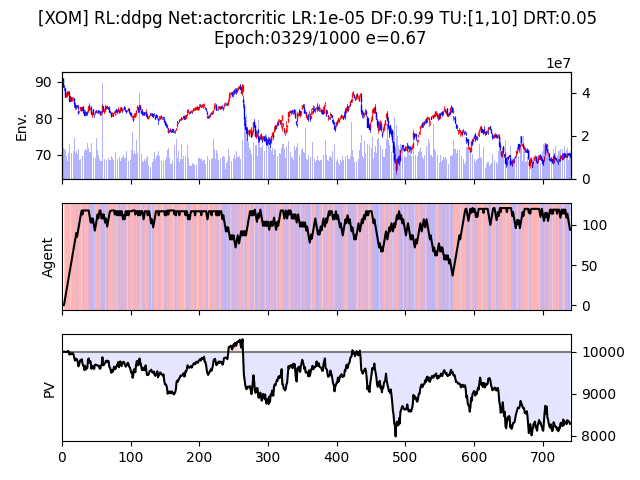 [XOM] RL:ddpg Net:actorcritic LR:1e-05 DF:0.99 TU:[1,10] DRT:0.05
Epoch:0329/1000 e=0.67
1e7
90
80
70
Env.
4
2
0
Agent
100
50
0
PV
10000
9000
8000
0 100 200 300 400 500 600 700